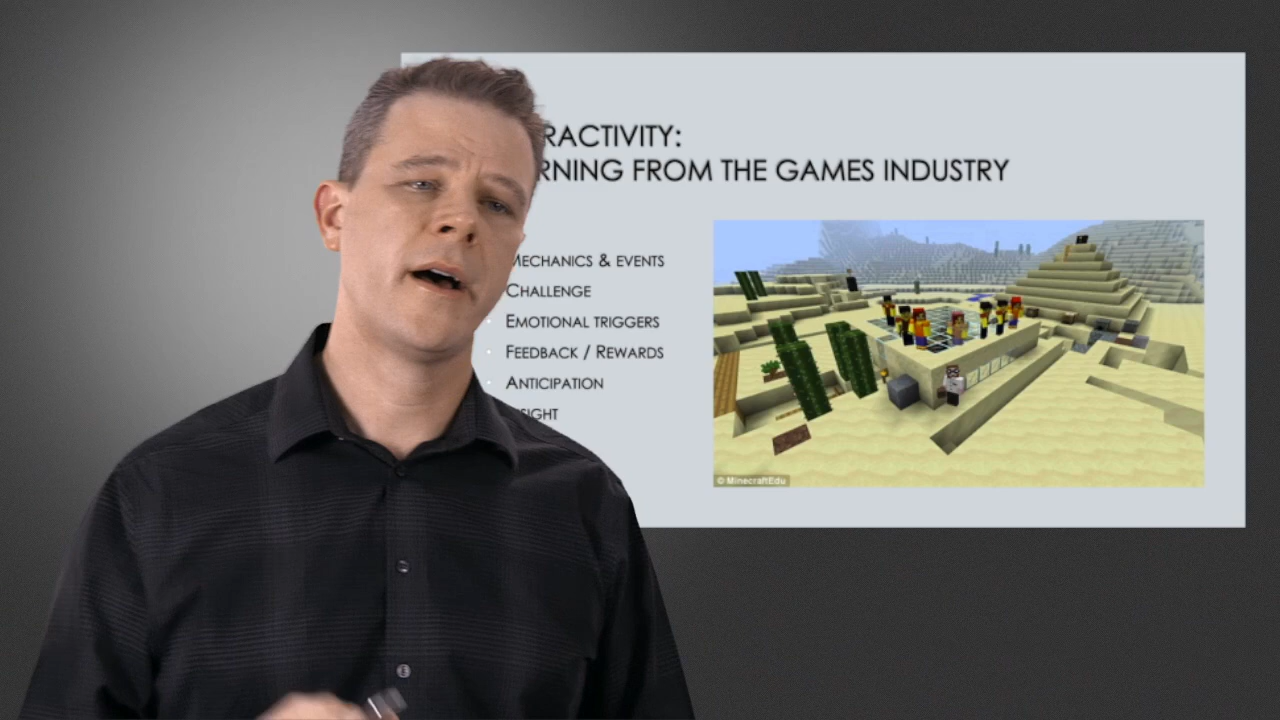 RACTIVITY:
RNING FROM THE GAMES INDUSTRY
MECHANICS & EVENTS
CHALLENGE
EMOTIONAL TRIGGERS
FEEDBACK / REWARDS
ANTICIPATION
SIGHT
© MinecraftEdu